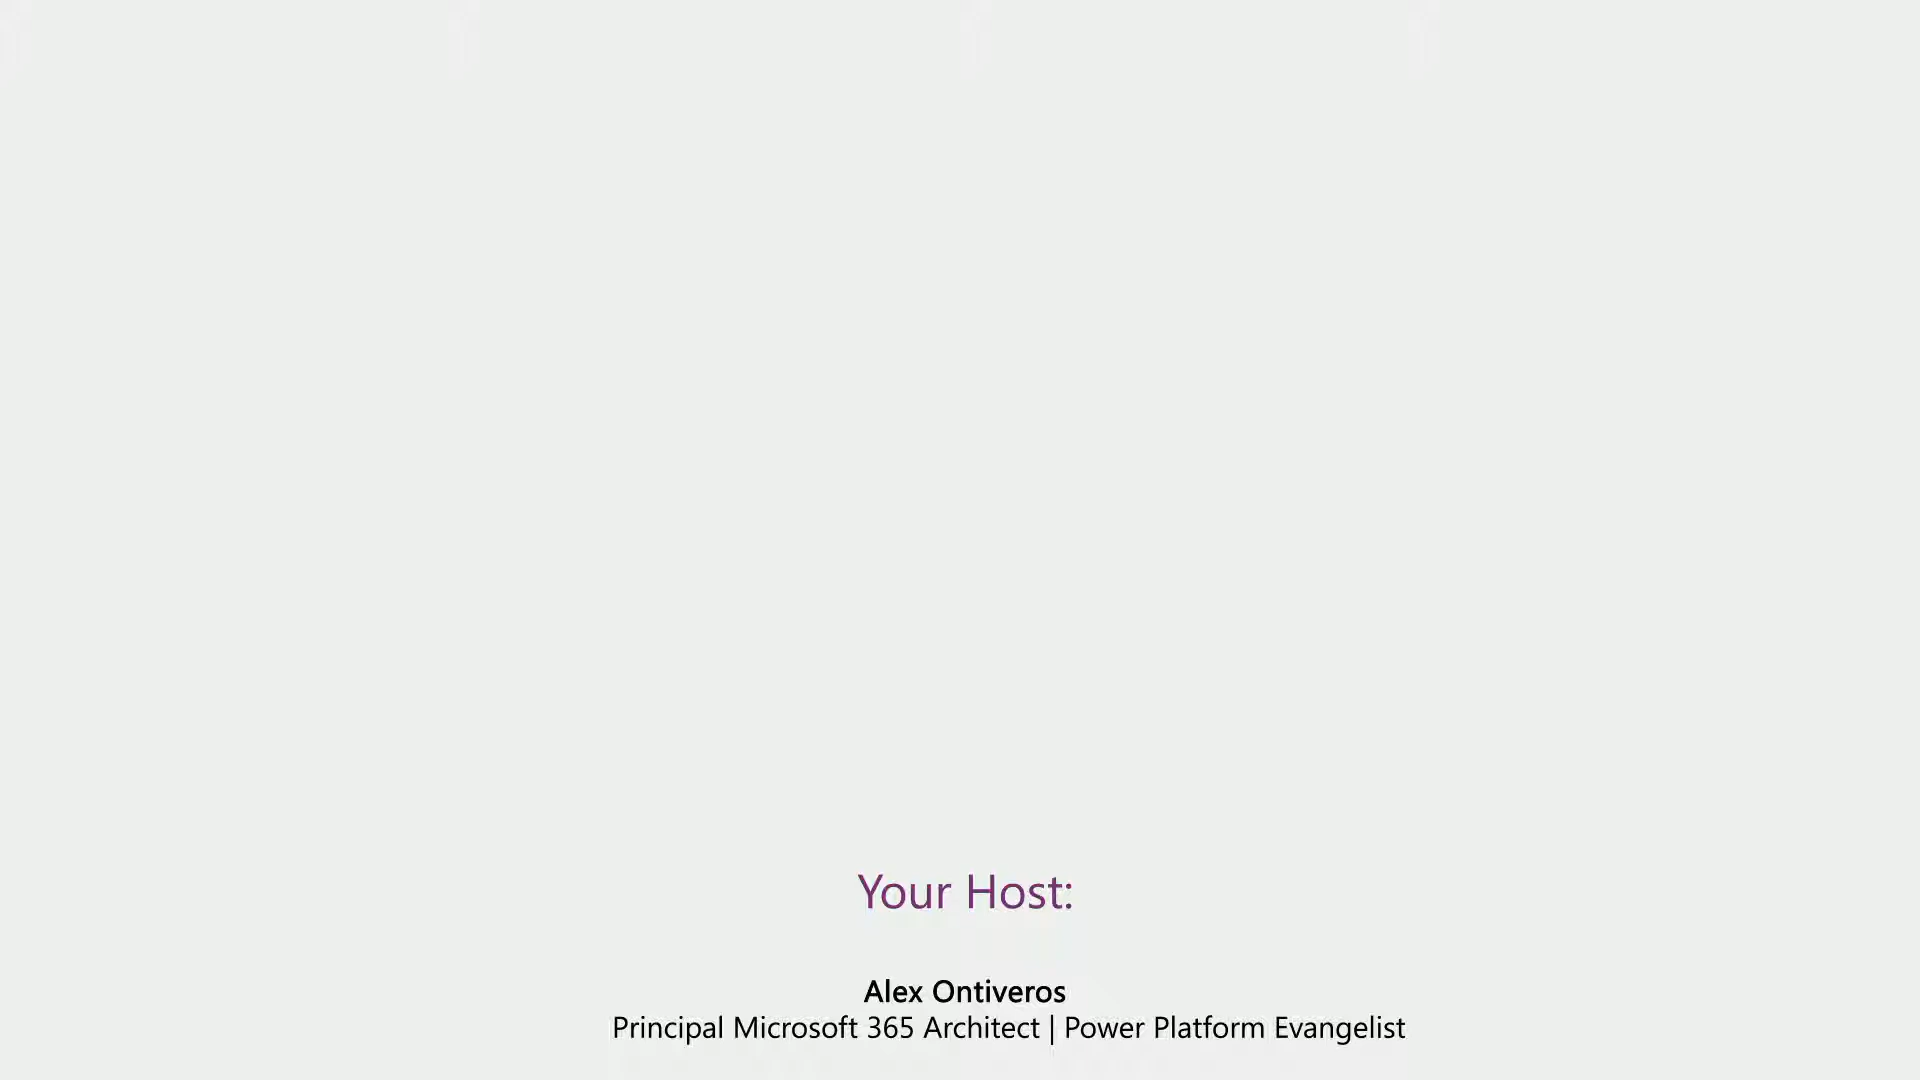 Your Host:
Alex Ontiveros
Principal Microsoft 365 Architect | Power Platform Evangelist